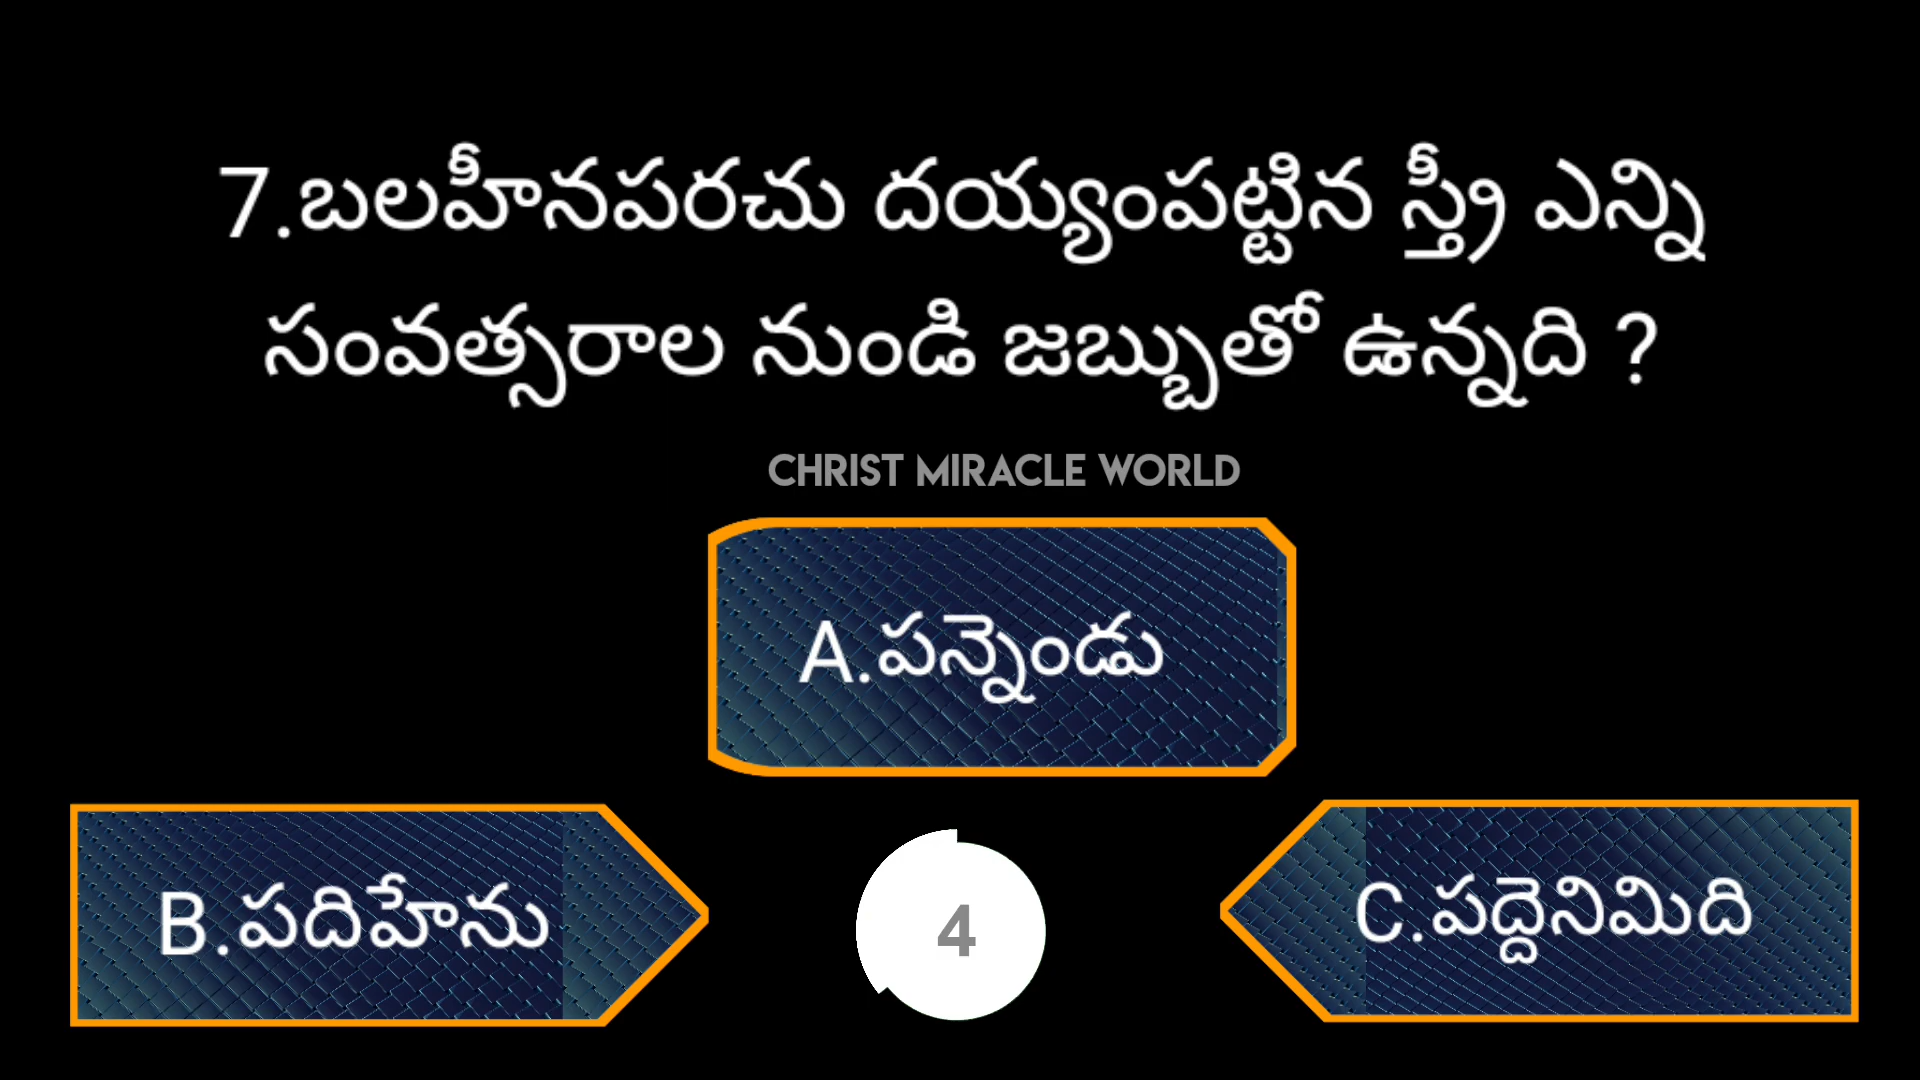 7.బలహీనపరచు దయ్యంపట్టిన స్త్రీ ఎన్ని
సంవత్సరాల నుండి జబ్బుతో ఉన్నది ?
CHRIST MIRACLE WORLD
A.పన్నెండు
B.పదిహేను
4
C.పద్దెనిమిది